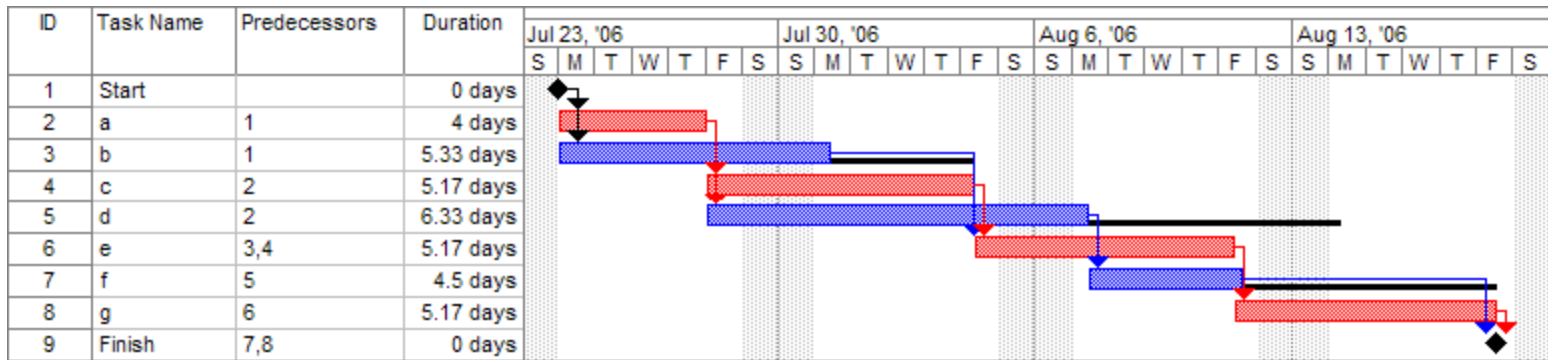 ID Task Name Predecessors Duration
Jul 23, '06 Jul 30, '06 Aug 6, '06 Aug 13, '06
S M T W T F S S M T W T F S S M T W T F S S M T W T F S
1 Start 0 days
2 a 1 4 days
3 b 1 5.33 days
4 c 2 5.17 days
5 d 2 6.33 days
6 e 3,4 5.17 days
7 f 5 4.5 days
8 g 6 5.17 days
9 Finish 7,8 0 days